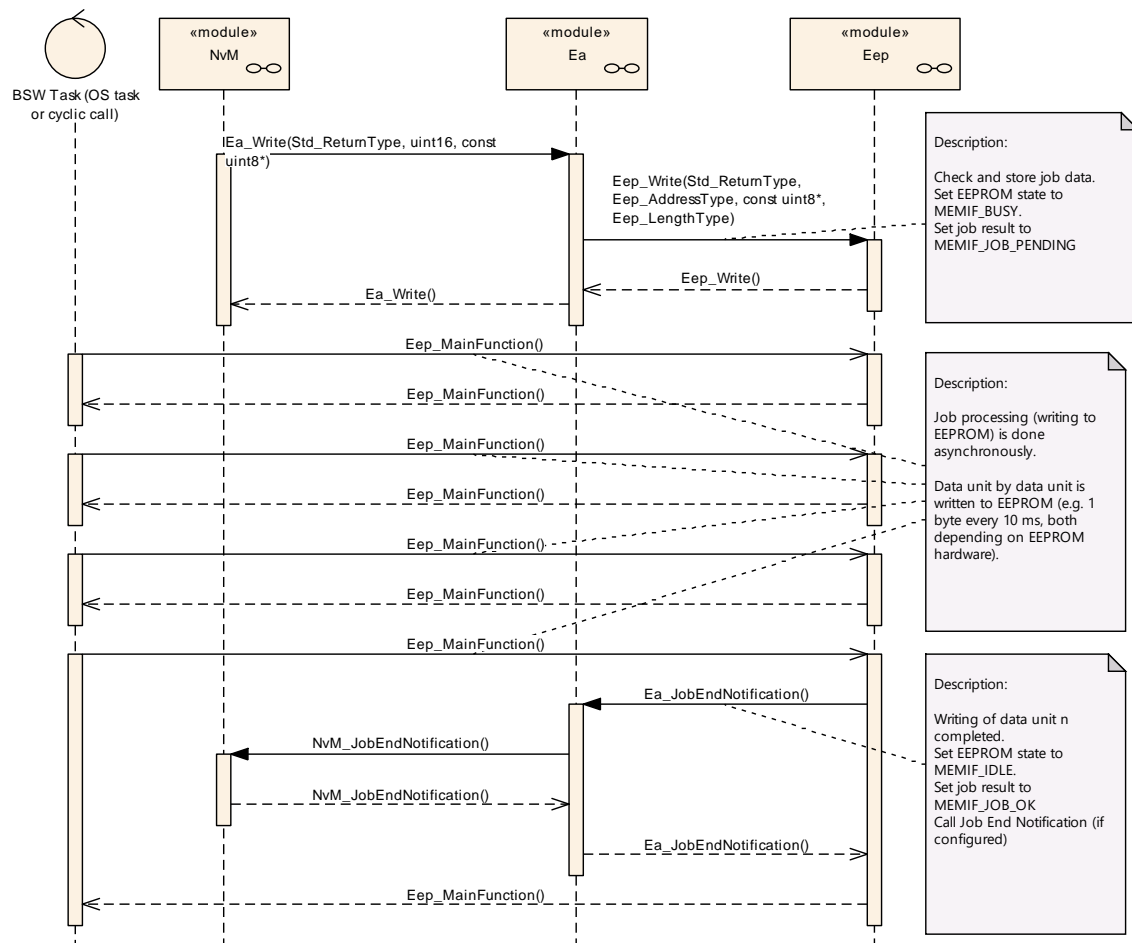 «module»
NvM
«module»
Ea
«module»
Eep
BSW Task (OS task
or cyclic call)
Ea_Write(Std_ReturnType, uint16, const
uint8*)
Eep_Write(Std_ReturnType,
Eep_AddressType, const uint8*,
Eep_LengthType)
Description:
Check and store job data.
Set EEPROM state to
MEMIF_BUSY.
Set job result to
MEMIF_JOB_PENDING
Eep_Write()
Ea_Write()
Eep_MainFunction()
Eep_MainFunction()
Eep_MainFunction()
Eep_MainFunction()
Eep_MainFunction()
Eep_MainFunction()
Description:
Job processing (writing to
EEPROM) is done
asynchronously.
Data unit by data unit is
written to EEPROM (e.g. 1
byte every 10 ms, both
depending on EEPROM
hardware).
Eep_MainFunction()
Ea_JobEndNotification()
NvM_JobEndNotification()
NvM_JobEndNotification()
Ea_JobEndNotification()
Eep_MainFunction()
Description:
Writing of data unit n
completed.
Set EEPROM state to
MEMIF_IDLE.
Set job result to
MEMIF_JOB_OK
Call Job End Notification (if
configured)